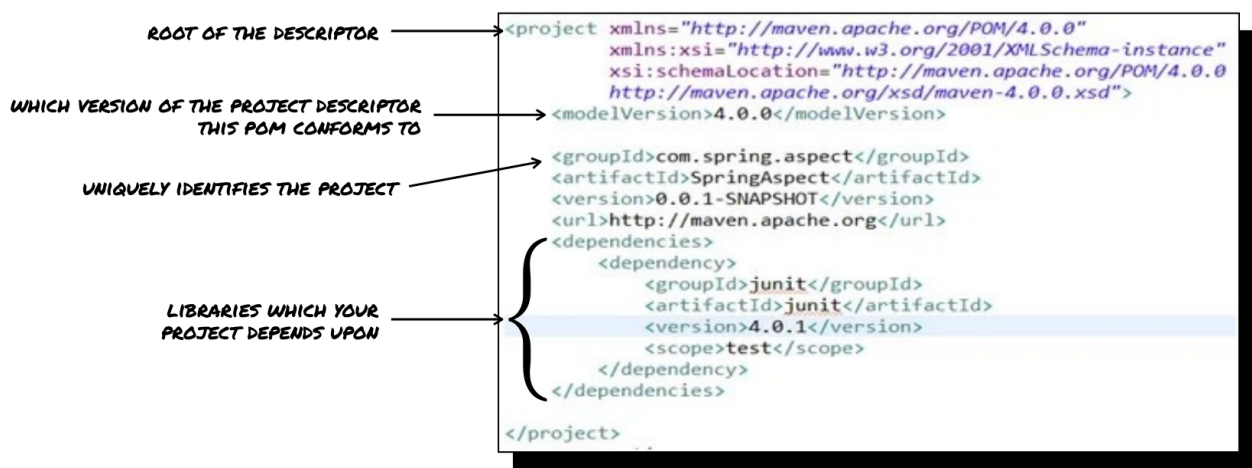 ROOT OF THE DESCRIPTOR
WHICH VERSION OF THE PROJECT DESCRIPTOR
THIS POM CONFORMS TO
UNIQUELY IDENTIFIES THE PROJECT
LIBRARIES WHICH YOUR
PROJECT DEPENDS UPON
<project xmlns="http://maven.apache.org/POM/4.0.0"
xmlns:xsi="http://www.w3.org/2001/XMLSchema-instance"
xsi:schemaLocation="http://maven.apache.org/POM/4.0.0
http://maven.apache.org/xsd/maven-4.0.0.xsd">
<modelVersion>4.0.0</modelVersion>
<groupId>com.spring.aspect</groupId>
<artifactId>SpringAspect</artifactId>
<version>0.0.1-SNAPSHOT</version>
<url>http://maven.apache.org</url>
<dependencies>
<dependency>
<groupId>junit</groupId>
<artifactId>junit</artifactId>
<version>4.0.1</version>
<scope>test</scope>
</dependency>
</dependencies>
</project>